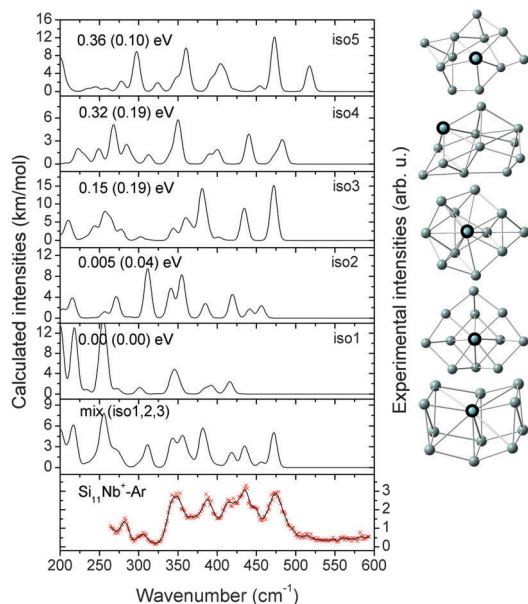 Calculated intensities (km/mol)
Experimental intensities (arb. u.)
16
12
8
4
0
0.36 (0.10) eV
iso5
6
3
0
0.32 (0.19) eV
iso4
15
10
5
0
0.15 (0.19) eV
iso3
12
8
4
0
0.005 (0.04) eV
iso2
12
8
4
0
0.00 (0.00) eV
iso1
9
6
3
0
mix (iso1,2,3)
Si₁₁Nb⁺-Ar
3
2
1
0
200 250 300 350 400 450 500 550 600
Wavenumber (cm⁻¹)